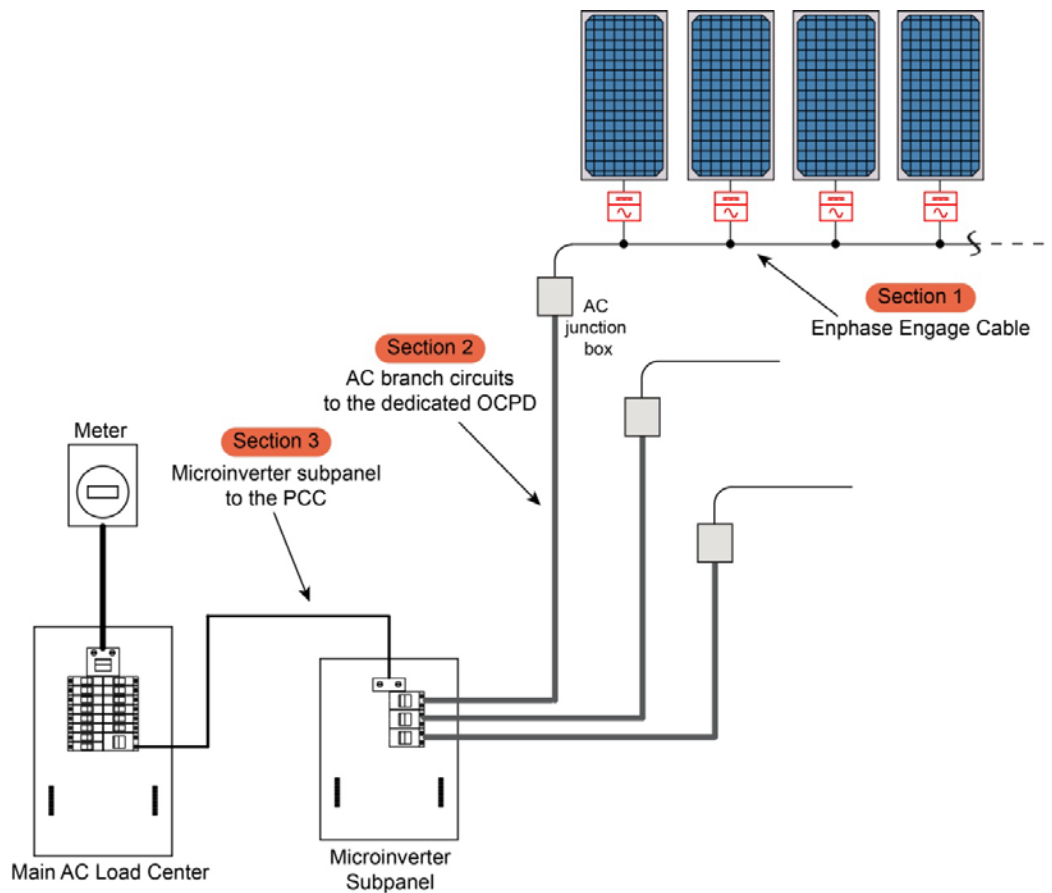 Section 1
Enphase Engage Cable
AC
junction
box
Section 2
AC branch circuits
to the dedicated OCPD
Section 3
Microinverter subpanel
to the PCC
Meter
Main AC Load Center
Microinverter
Subpanel